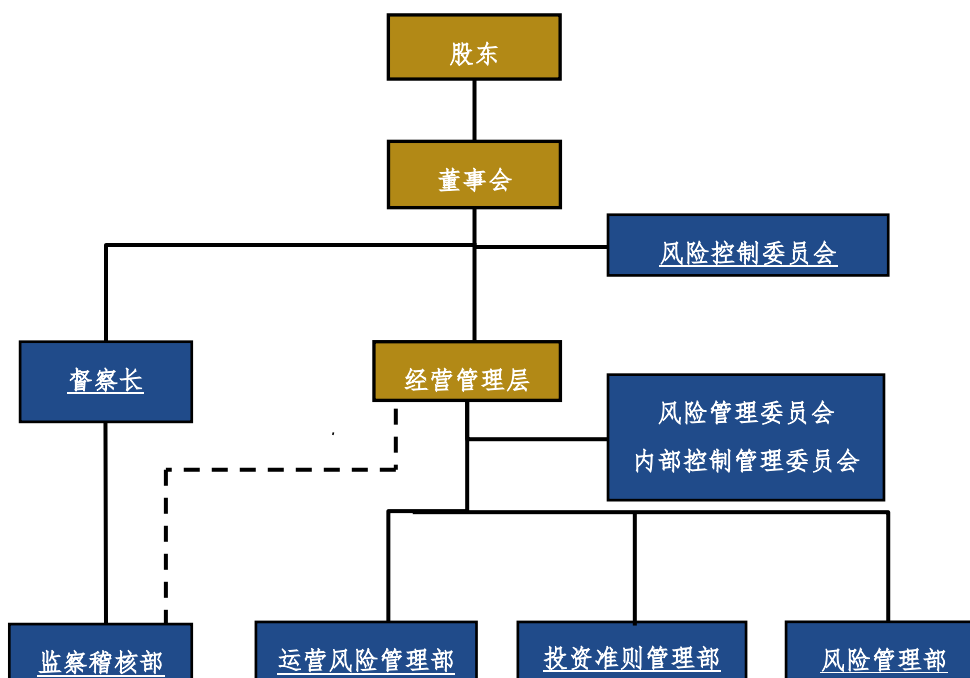 股东
董事会
风险控制委员会
督察长
经营管理层
风险管理委员会
内部控制管理委员会
监察稽核部
运营风险管理部
投资准则管理部
风险管理部